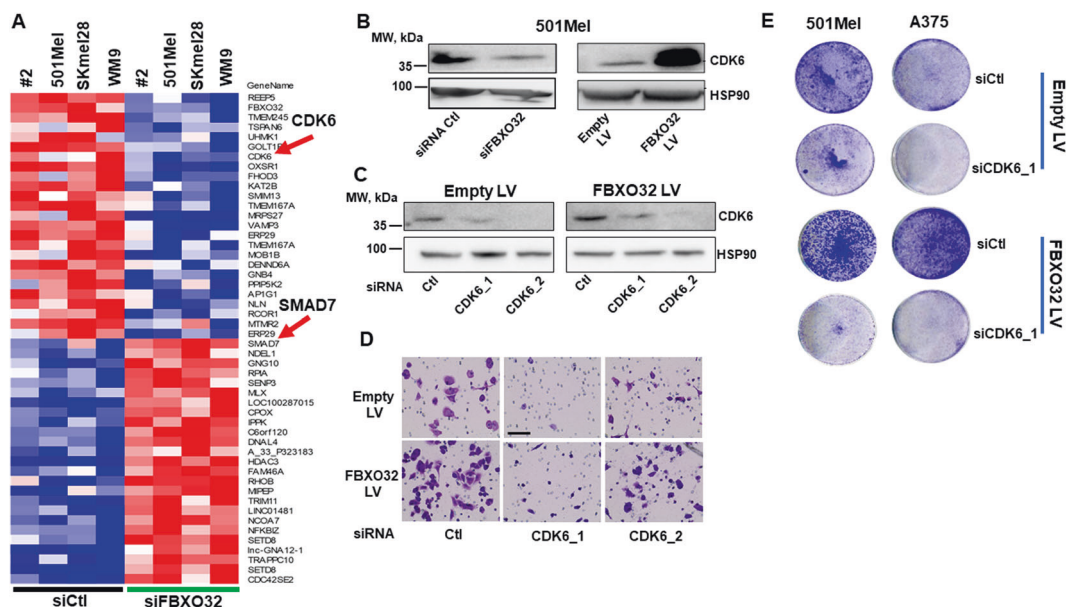 A
#2 501Mel SKmel28 WM9 #2 501Mel SKmel28 WM9
GeneName
REEP5
FBXO32
TMEM245
TSPAN6
UHMK1
GOLT1B
CDK6
OXSR1
FHOD3
KAT2B
SMIM13
TMEM167A
MRPS27
VAMP3
ERP29
TMEM167A
MOB1B
DENND6A
GNB4
PPIP5K2
AP1G1
NLN
RCOR1
MTMR2
ERP29
SMAD7
NDEL1
GNG10
RPIA
SENP3
MLX
LOC100287015
CPOX
IPPK
C6orf120
DNAL4
A_33_P323183
HDAC3
FAM46A
RHOB
MIPEP
TRIM11
LINC01481
NCOA7
NFKBIZ
SETD8
lnc-GNA12-1
TRAPPC10
SETD8
CDC42SE2
CDK6
SMAD7
siCtl siFBXO32
B
501Mel
MW, kDa
35
100
CDK6
HSP90
siRNA Ctl siFBXO32 Empty LV FBXO32 LV
C
Empty LV FBXO32 LV
MW, kDa
35
100
CDK6
HSP90
siRNA Ctl CDK6_1 CDK6_2 Ctl CDK6_1 CDK6_2
D
Empty
LV
FBXO32
LV
siRNA Ctl CDK6_1 CDK6_2
E
501Mel A375
siCtl
siCDK6_1
Empty LV
siCtl
siCDK6_1
FBXO32 LV